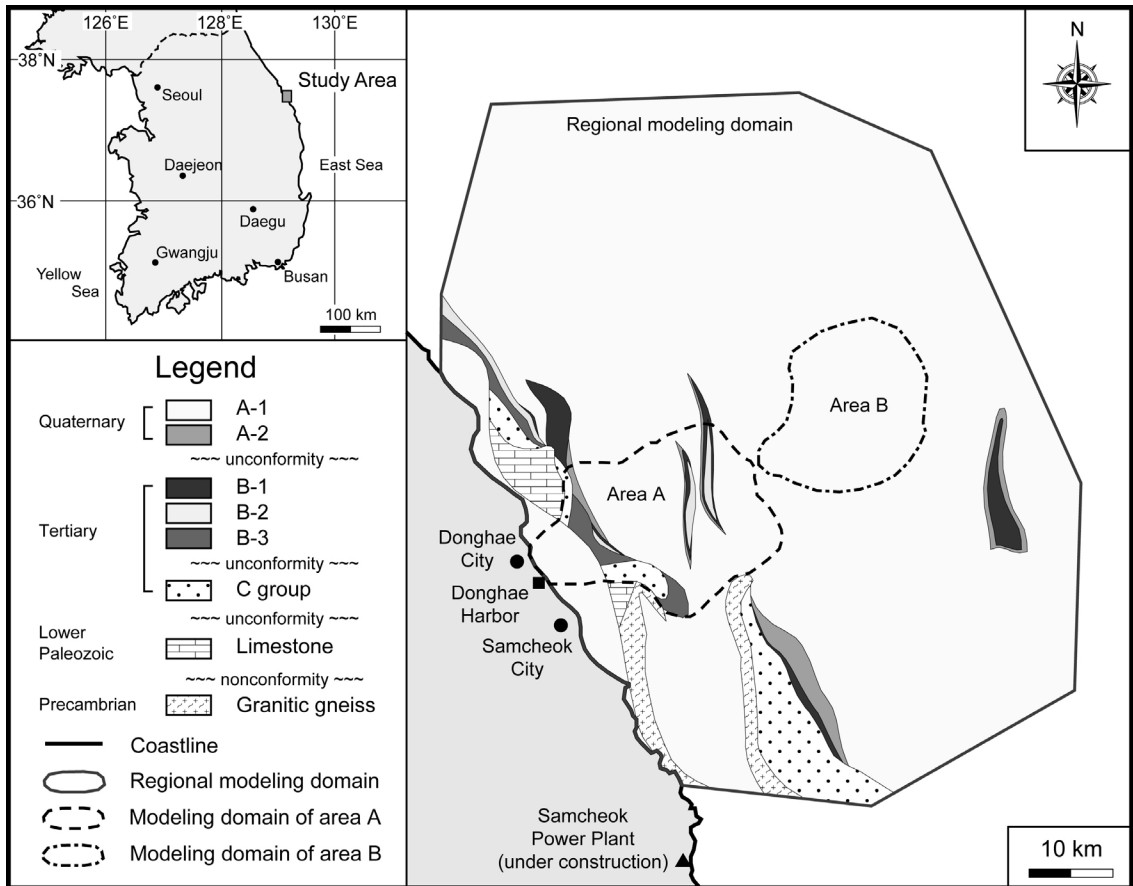 126°E
128°E
130°E
38°N
Study Area
Seoul
Daejeon
East Sea
36°N
Daegu
Gwangju
Yellow
Sea
Busan
100 km
N
Regional modeling domain
Area B
Area A
Donghae
City
Donghae
Harbor
Samcheok
City
Samcheok
Power Plant
(under construction)
10 km
Legend
Quaternary
A-1
A-2
~~~ unconformity ~~~
Tertiary
B-1
B-2
B-3
~~~ unconformity ~~~
C group
~~~ unconformity ~~~
Lower
Paleozoic
Limestone
~~~ nonconformity ~~~
Precambrian
Granitic gneiss
Coastline
Regional modeling domain
Modeling domain of area A
Modeling domain of area B